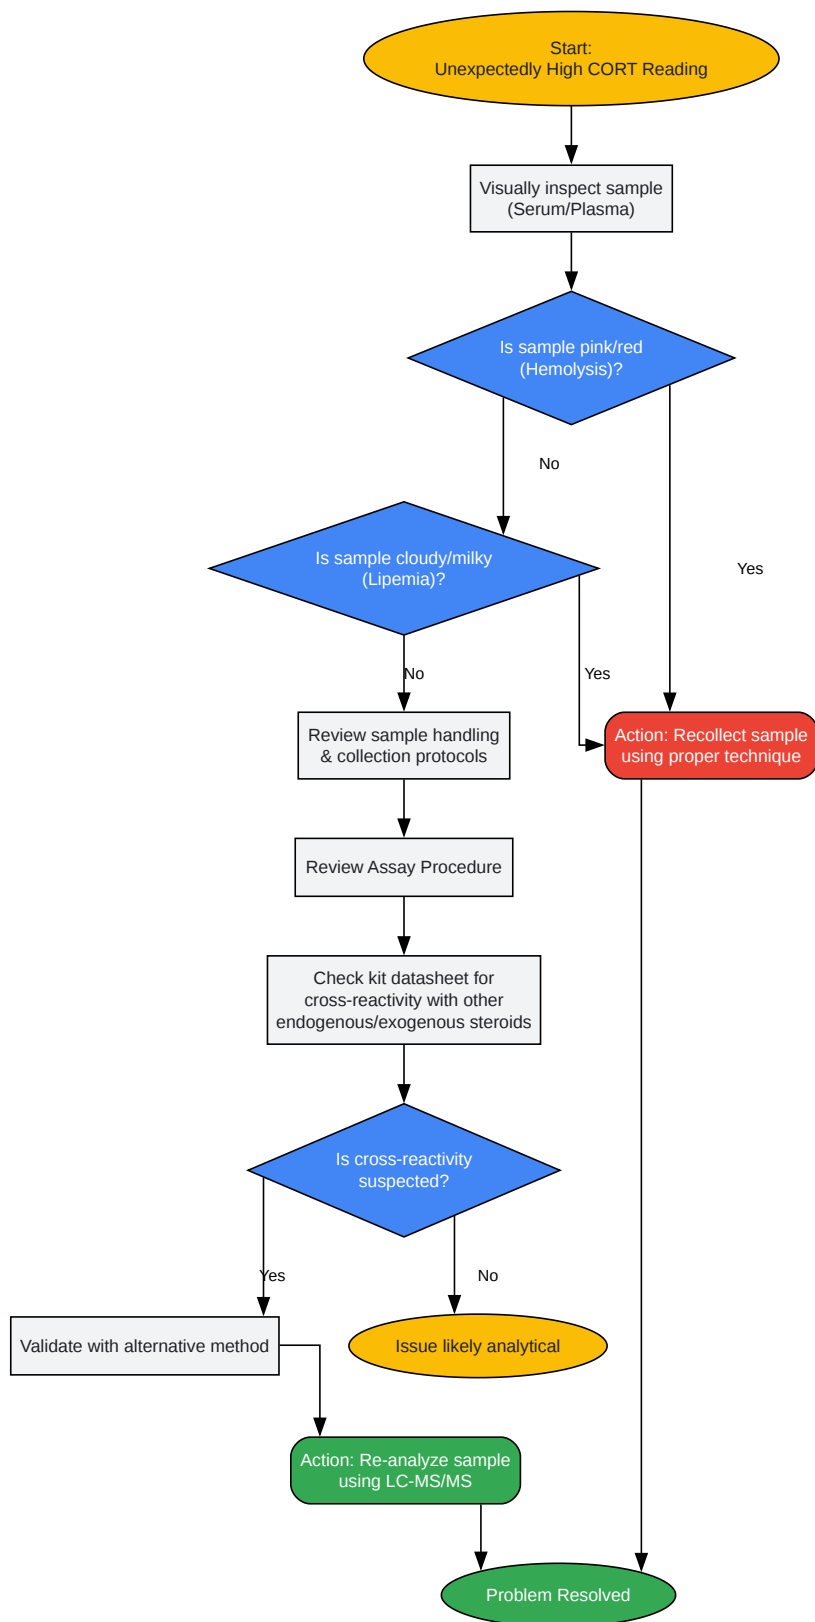 Start:
Unexpectedly High CORT Reading
Visually inspect sample
(Serum/Plasma)
Is sample pink/red
(Hemolysis)?
No
Yes
Is sample cloudy/milky
(Lipemia)?
No
Yes
Review sample handling
& collection protocols
Action: Recollect sample
using proper technique
Review Assay Procedure
Check kit datasheet for
cross-reactivity with other
endogenous/exogenous steroids
Is cross-reactivity
suspected?
Yes
No
Validate with alternative method
Issue likely analytical
Action: Re-analyze sample
using LC-MS/MS
Problem Resolved